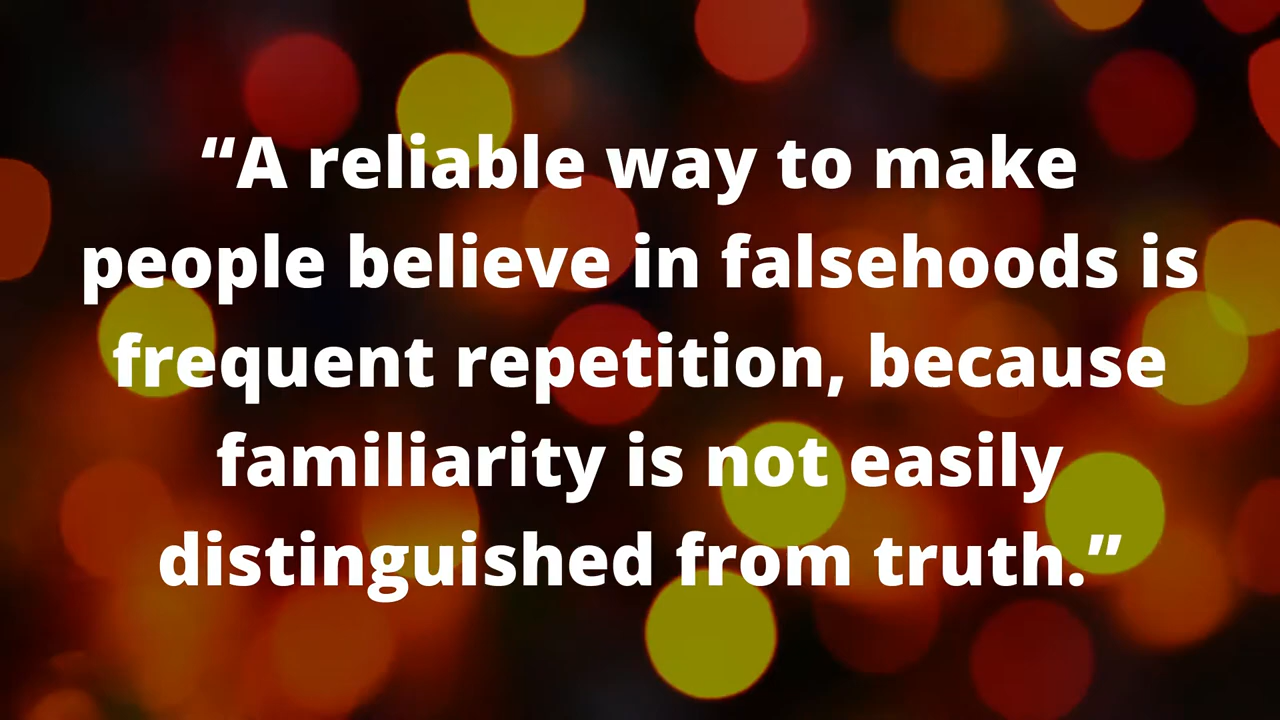 “A reliable way to make
people believe in falsehoods is
frequent repetition, because
familiarity is not easily
distinguished from truth.”